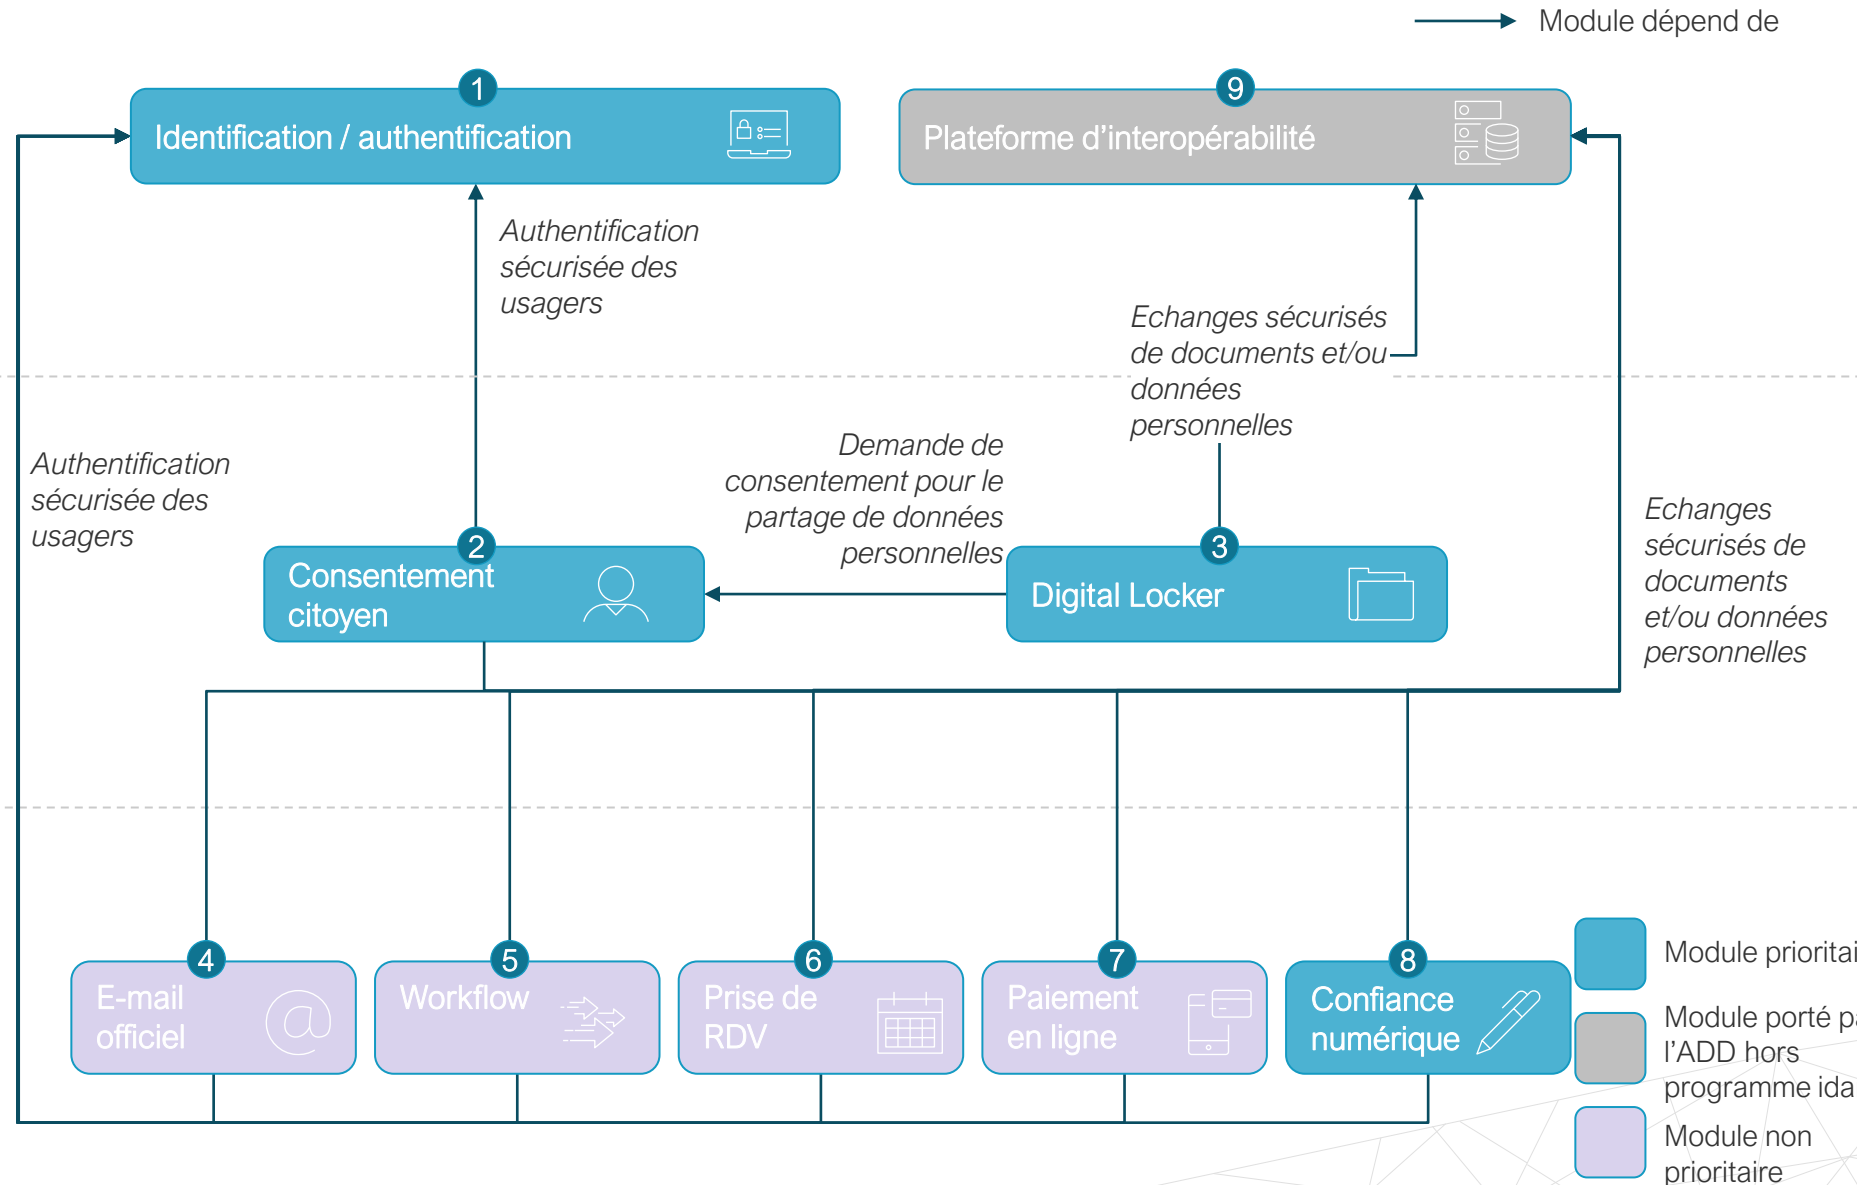 Module dépend de
1
9
Identification / authentification
Plateforme d’interopérabilité
Authentification
sécurisée des
usagers
Echanges sécurisés
de documents et/ou
données
personnelles
Authentification
sécurisée des
usagers
Demande de
consentement pour le
partage de données
personnelles
Echanges
sécurisés de
documents
et/ou données
personnelles
2
Consentement
citoyen
3
Digital Locker
4
E-mail
officiel
5
Workflow
6
Prise de
RDV
7
Paiement
en ligne
8
Confiance
numérique
Module prioritai
Module porté pa
l’ADD hors
programme ida
Module non
prioritaire